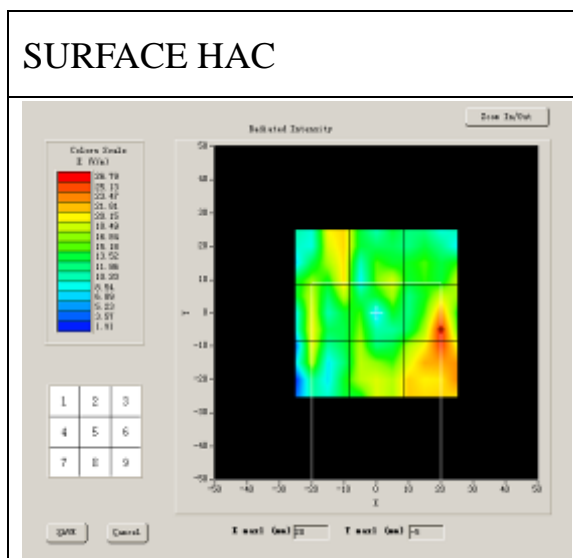 SURFACE HAC
Zoom In/Out
Radiated Intensity
Colors Scale
E (V/m)
26.79
25.13
23.47
21.81
20.15
18.49
16.84
15.18
13.52
11.86
10.20
8.54
6.89
5.23
3.57
1.91
50
40
30
20
10
0
-10
-20
-30
-40
-50
Y
-50 -40 -30 -20 -10 0 10 20 30 40 50
X
1 2 3
4 5 6
7 8 9
SAVE Cancel
X max1 (mm) 20 Y max1 (mm) -5